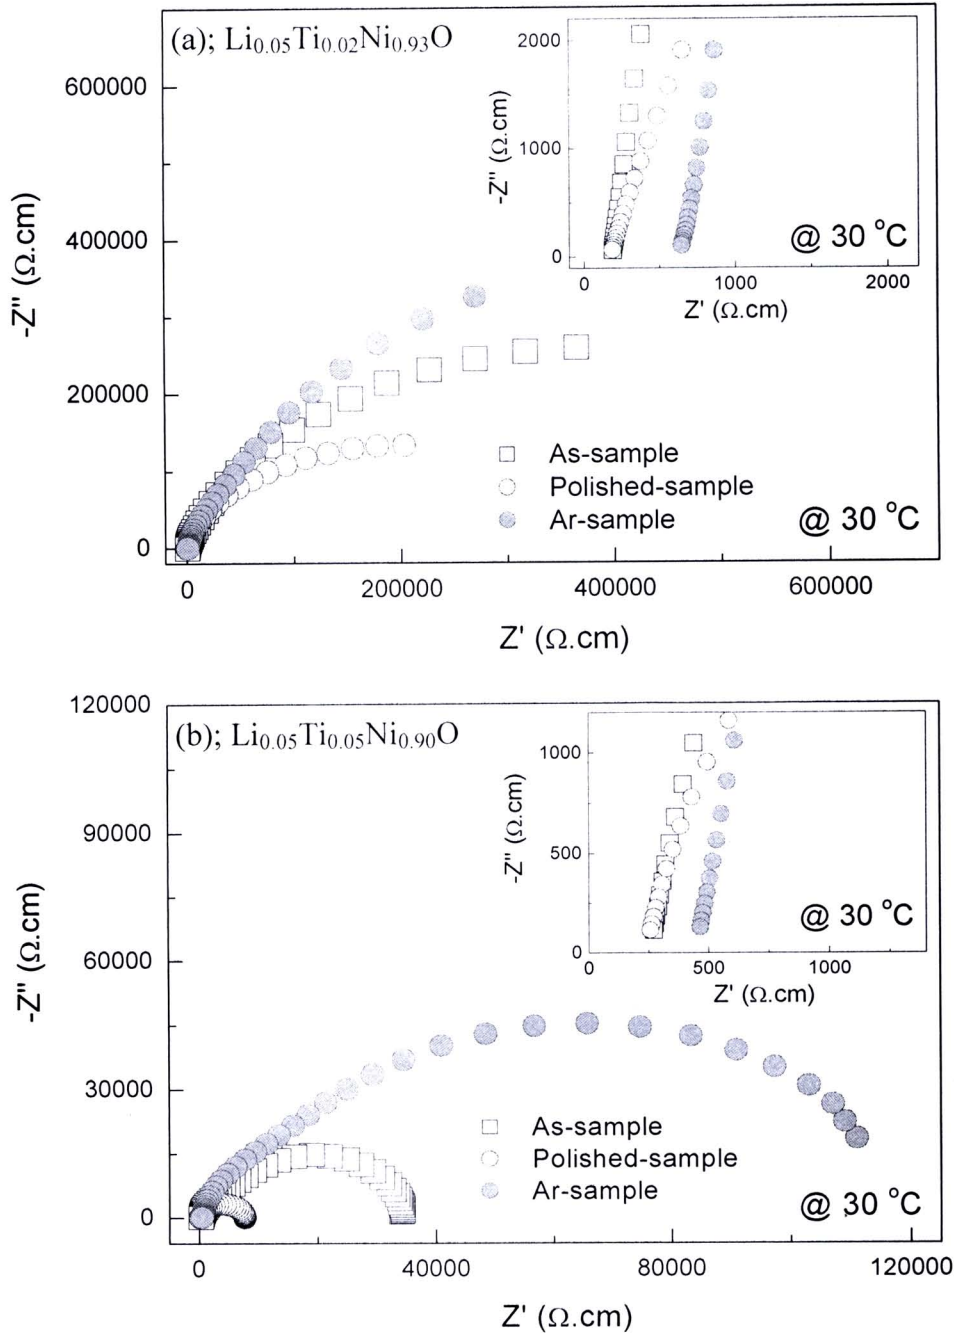 (a); Li0.05Ti0.02Ni0.93O
600000
400000
200000
0
-Z" (Ω.cm)
2000
1000
0
-Z" (Ω.cm)
@ 30 °C
0 1000 2000
Z' (Ω.cm)
As-sample
Polished-sample
Ar-sample
@ 30 °C
0 200000 400000 600000
Z' (Ω.cm)
(b); Li0.05Ti0.05Ni0.90O
120000
90000
60000
30000
0
-Z" (Ω.cm)
1000
500
0
-Z" (Ω.cm)
@ 30 °C
0 500 1000
Z' (Ω.cm)
As-sample
Polished-sample
Ar-sample
@ 30 °C
0 40000 80000 120000
Z' (Ω.cm)